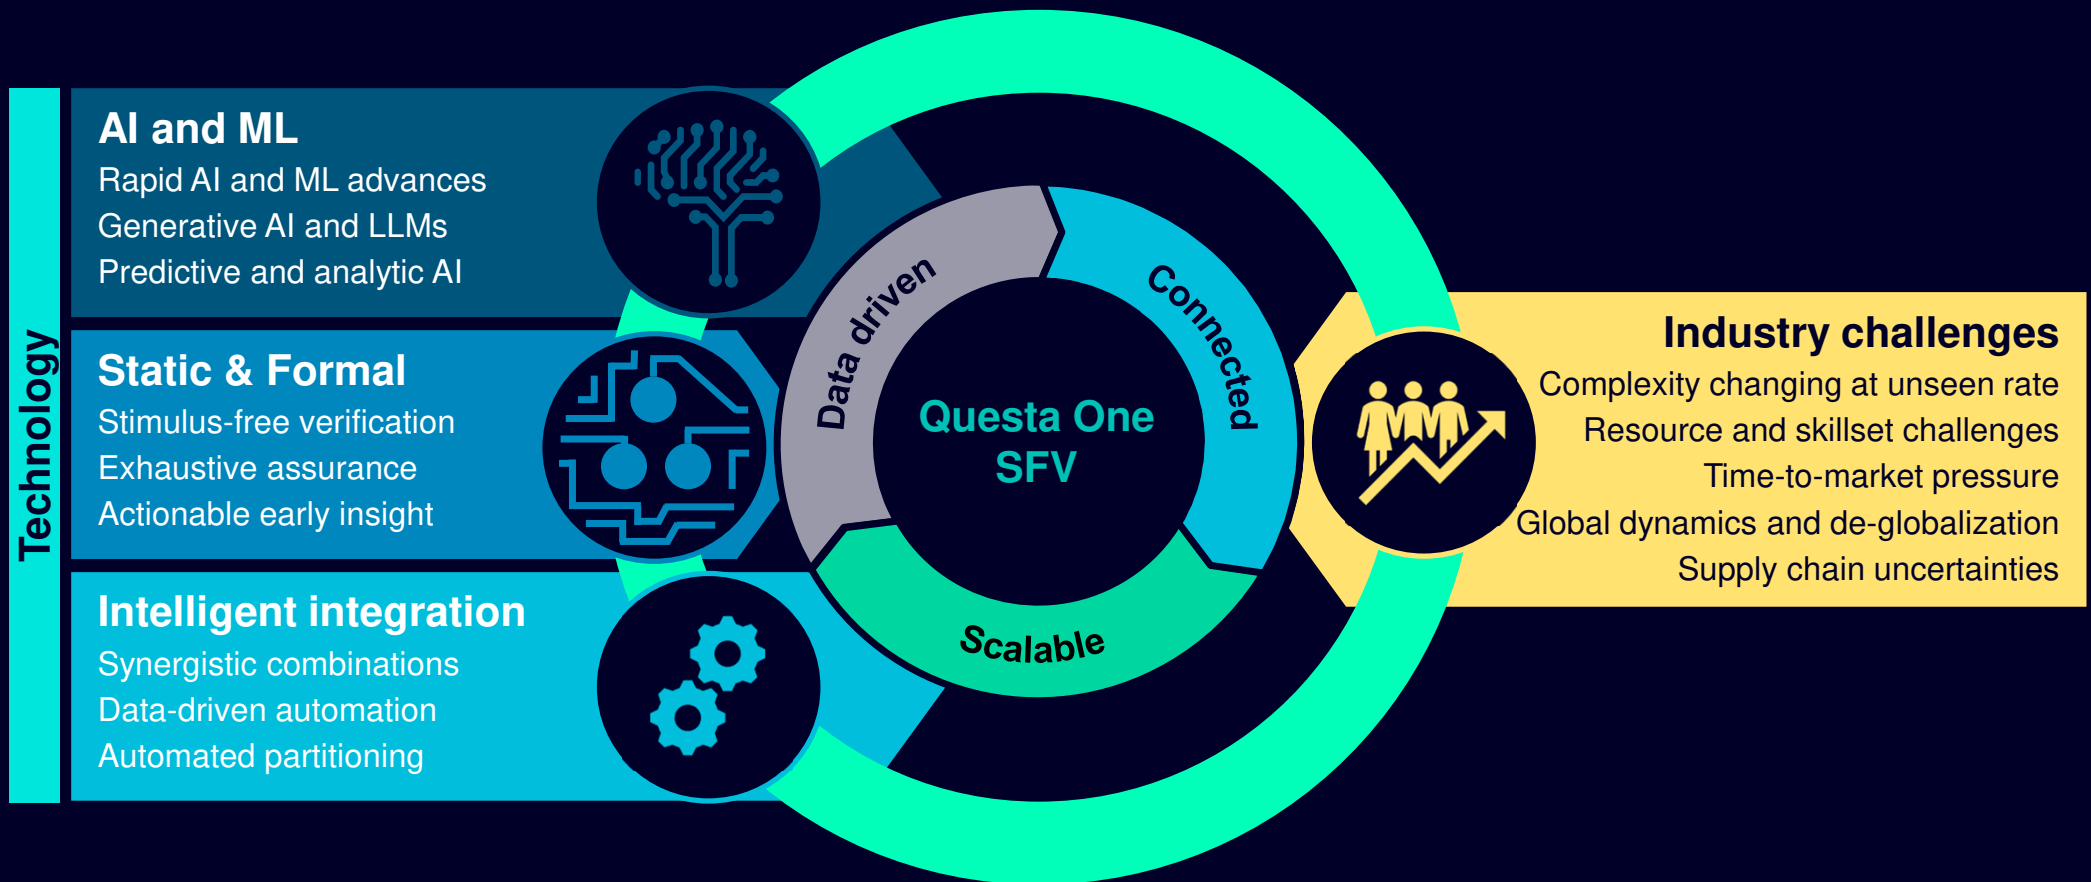 Technology
AI and ML
Rapid AI and ML advances
Generative AI and LLMs
Predictive and analytic AI
Static & Formal
Stimulus-free verification
Exhaustive assurance
Actionable early insight
Intelligent integration
Synergistic combinations
Data-driven automation
Automated partitioning
Data driven
Connected
Scalable
Questa One
SFV
Industry challenges
Complexity changing at unseen rate
Resource and skillset challenges
Time-to-market pressure
Global dynamics and de-globalization
Supply chain uncertainties